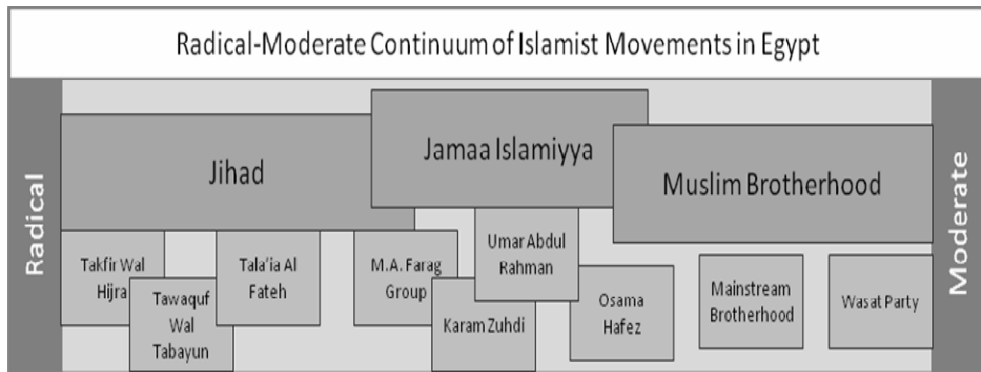 Radical-Moderate Continuum of Islamist Movements in Egypt
Radical
Jihad
Jamaa Islamiyya
Muslim Brotherhood
Moderate
Takfir Wal
Hijra
Tawaquf
Wal
Tabayun
Tala'ia Al
Fateh
M.A. Farag
Group
Karam Zuhdi
Umar Abdul
Rahman
Osama
Hafez
Mainstream
Brotherhood
Wasat Party